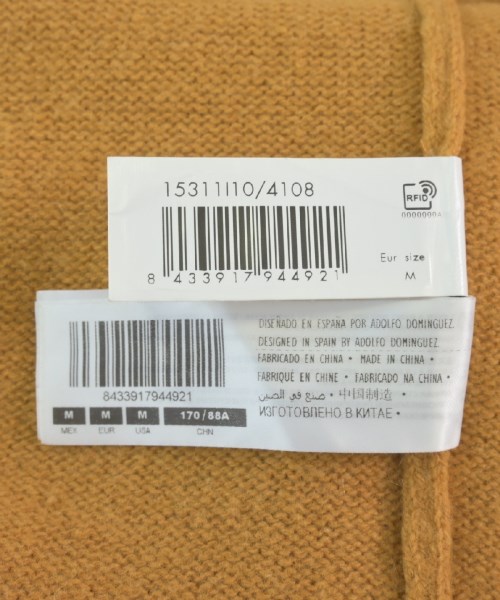 15311I10/4108
RFID
Eur size
M
8 433917 944921
DISEÑADO EN ESPAÑA POR ADOLFO DOMINGUEZ.
DESIGNED IN SPAIN BY ADOLFO DOMINGUEZ.
FABRICADO EN CHINA • MADE IN CHINA •
FABRIQUÉ EN CHINE • FABRICADO NA CHINA •
صنع في الصين • 中国制造 •
ИЗГОТОВЛЕНО В КИТАЕ •
8433917944921
M M M 170/88A
MEX EUR USA CHN